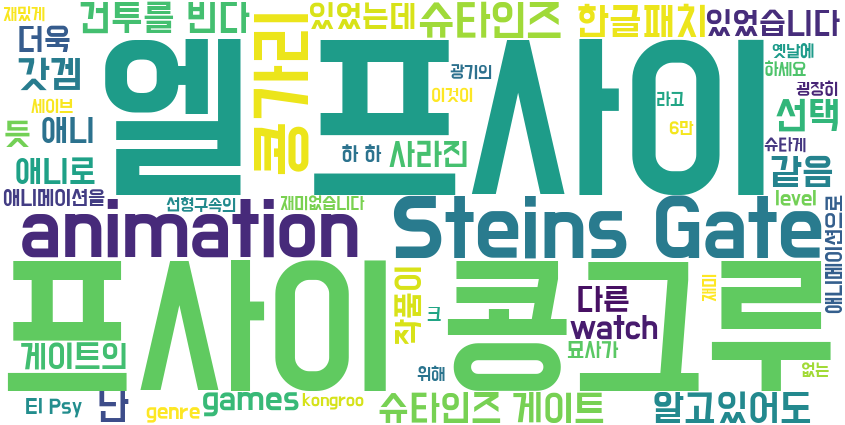 재밌게
건투를 빈다
있었는데
슈타인즈
한글패치
있었습니다
더욱
갓겜
콩가리
엘 프사이
광기의
이것이
라고
6만
옛날에
하세요
굉장히
선택
세이브
듯
애니
하 하
사라진
슈타게
같음
애니로
애니메이션을
선형구속의
재미없습니다
level
animation
Steins Gate
애니메이션으로
프사이 콩그루
작품이
크
다른
재미
watch
게이트의
묘사가
위해
없는
El Psy
난
genre
games
kongroo
슈타인즈 게이트
알고있어도